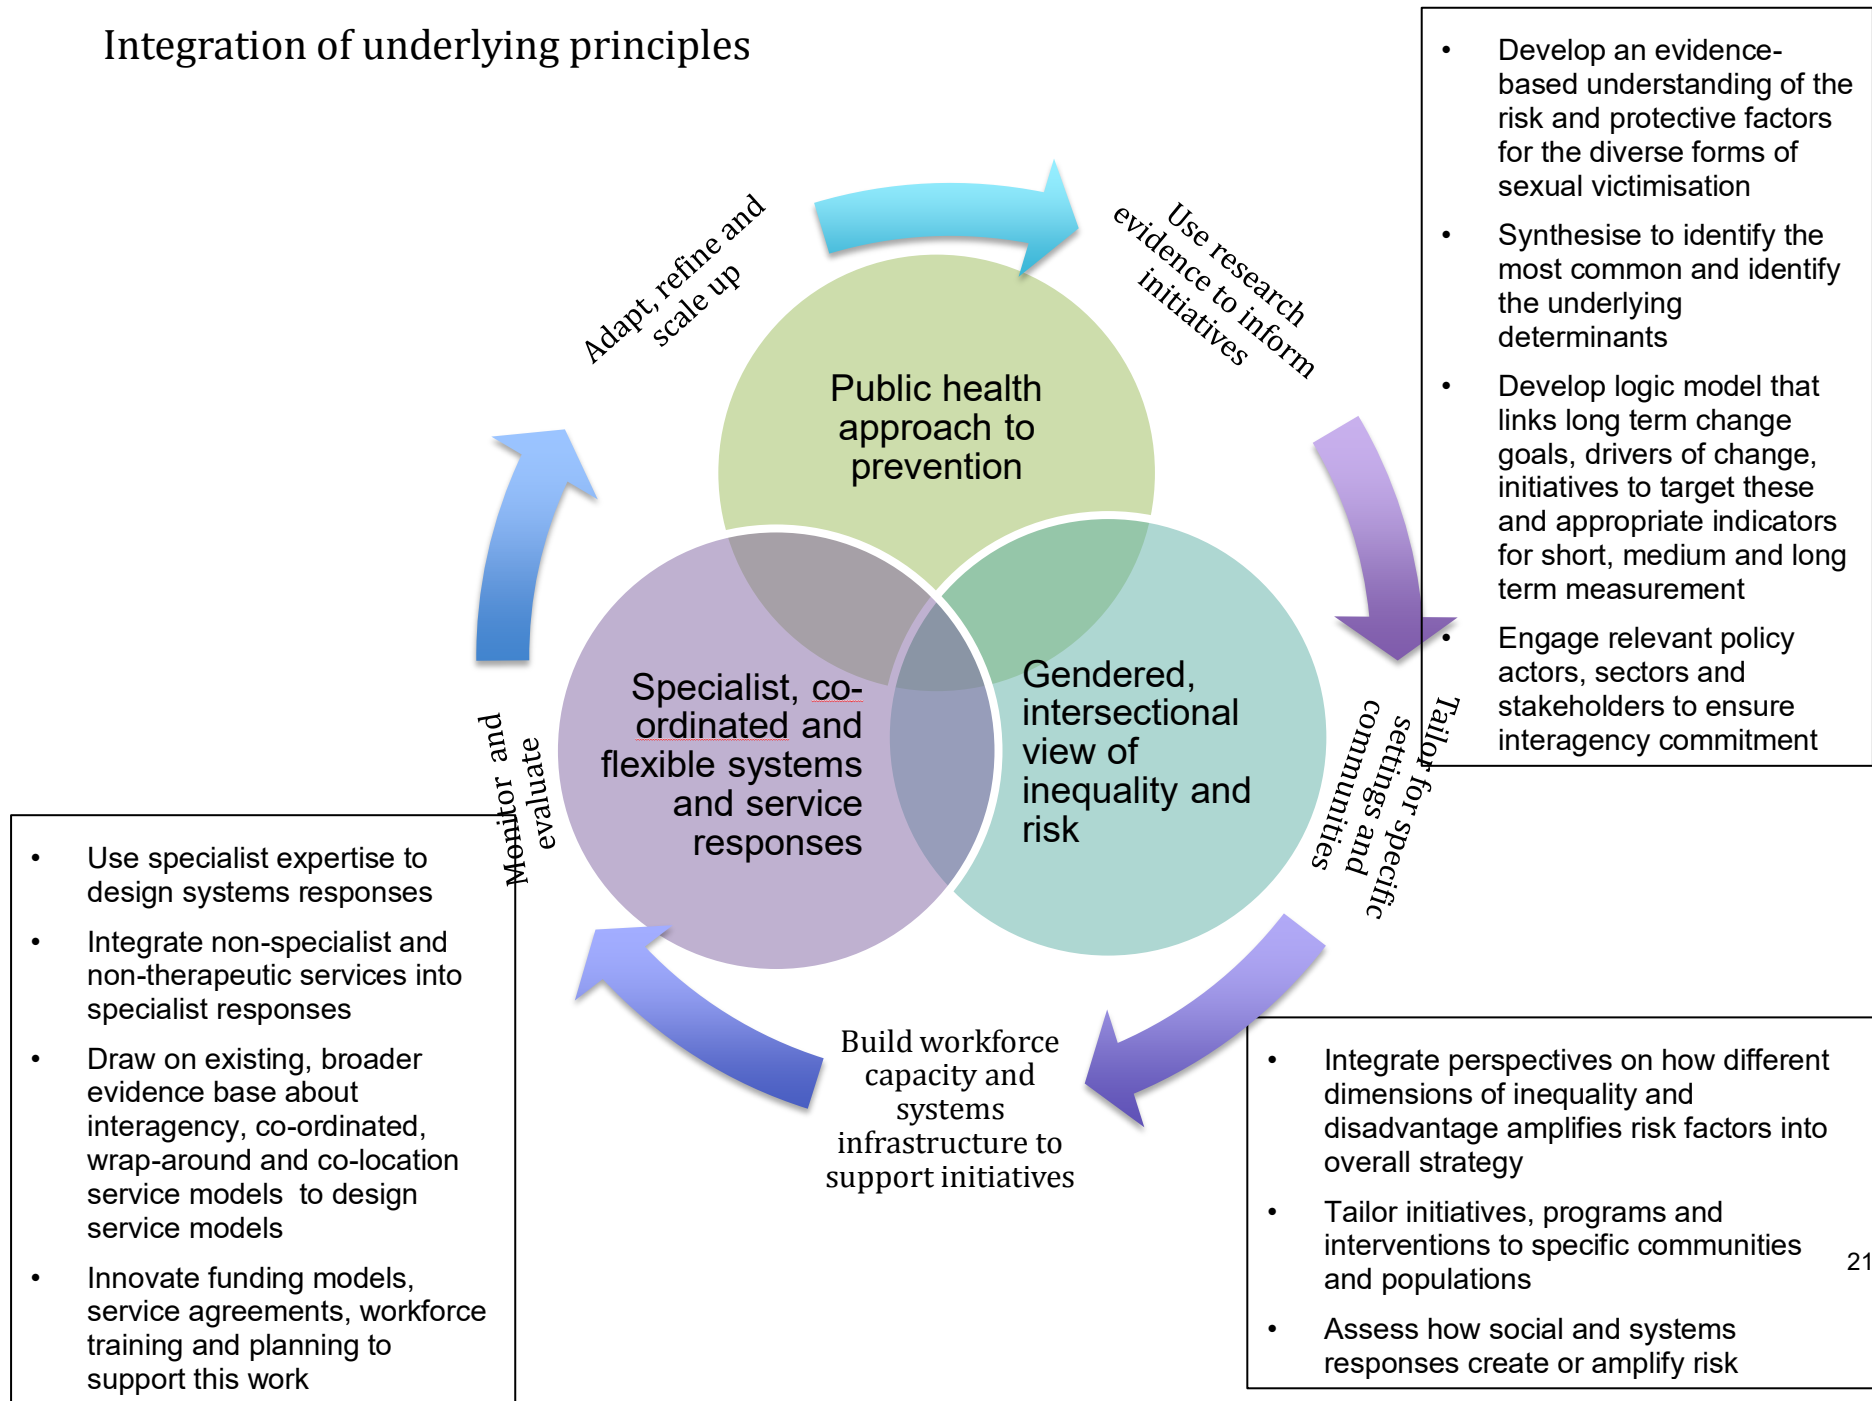 Integration of underlying principles
• Develop an evidence-
based understanding of the
risk and protective factors
for the diverse forms of
sexual victimisation
• Synthesise to identify the
most common and identify
the underlying
determinants
• Develop logic model that
links long term change
goals, drivers of change,
initiatives to target these
and appropriate indicators
for short, medium and long
term measurement
• Engage relevant policy
actors, sectors and
stakeholders to ensure
interagency commitment
Adapt, refine and
scale up
Use research
evidence to inform
initiatives
Public health
approach to
prevention
Specialist, co-
ordinated and
flexible systems
and service
responses
Gendered,
intersectional
view of
inequality and
risk
Tailor for specific
settings and
communities
Monitor and
evaluate
Build workforce
capacity and
systems
infrastructure to
support initiatives
• Use specialist expertise to
design systems responses
• Integrate non-specialist and
non-therapeutic services into
specialist responses
• Draw on existing, broader
evidence base about
interagency, co-ordinated,
wrap-around and co-location
service models  to design
service models
• Innovate funding models,
service agreements, workforce
training and planning to
support this work
• Integrate perspectives on how different
dimensions of inequality and
disadvantage amplifies risk factors into
overall strategy
• Tailor initiatives, programs and
interventions to specific communities
and populations
• Assess how social and systems
responses create or amplify risk
21